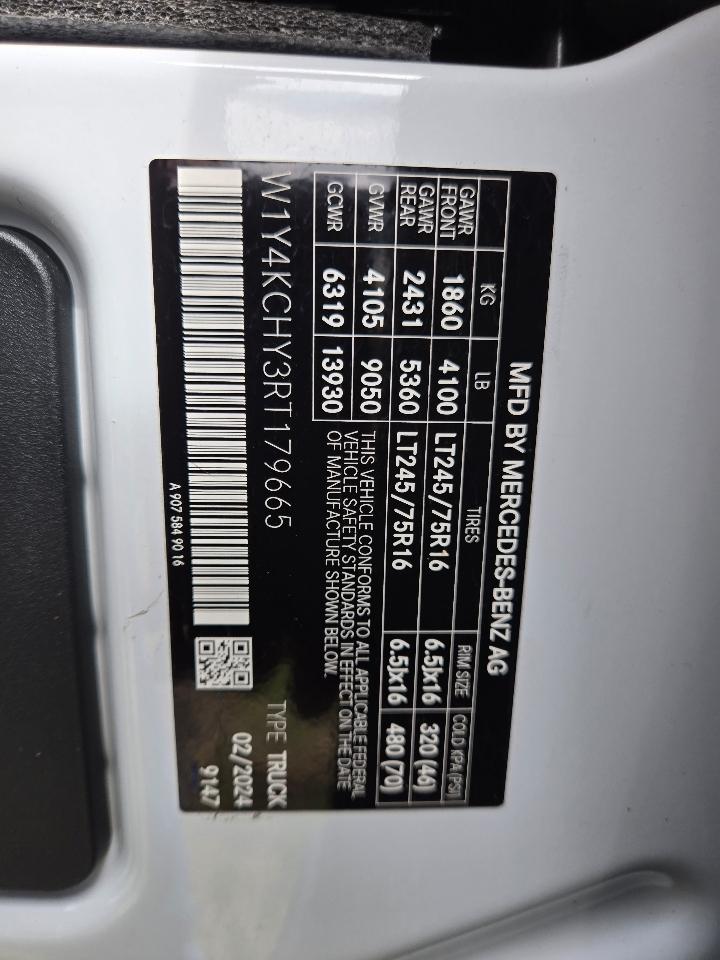 MFD BY MERCEDES-BENZ AG
KG LB TIRES RIM SIZE COLD KPA (PSI)
GAWR FRONT 1860 4100 LT245/75R16 6.5Jx16 320 (46)
GAWR REAR 2431 5360 LT245/75R16 6.5Jx16 480 (70)
GVWR 4105 9050
GCWR 6319 13930
THIS VEHICLE CONFORMS TO ALL APPLICABLE FEDERAL
VEHICLE SAFETY STANDARDS IN EFFECT ON THE DATE
OF MANUFACTURE SHOWN BELOW.
W1Y4KCHY3RT179665 TYPE TRUCK
02/2024
9147
A 907 584 90 16